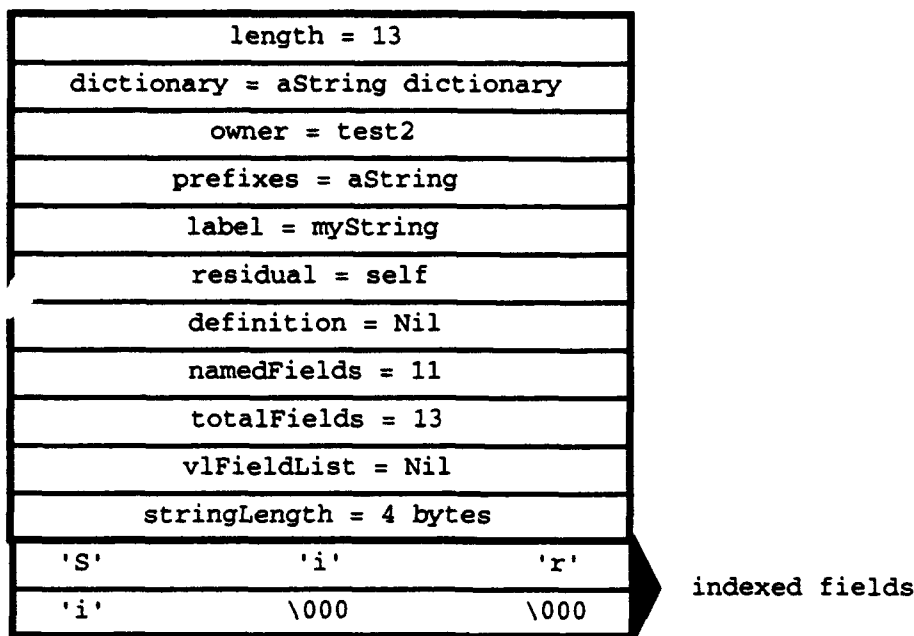 length = 13
dictionary = aString dictionary
owner = test2
prefixes = aString
label = myString
residual = self
definition = Nil
namedFields = 11
totalFields = 13
vlFieldList = Nil
stringLength = 4 bytes
'S' 'i' 'r'
indexed fields
'i' \000 \000